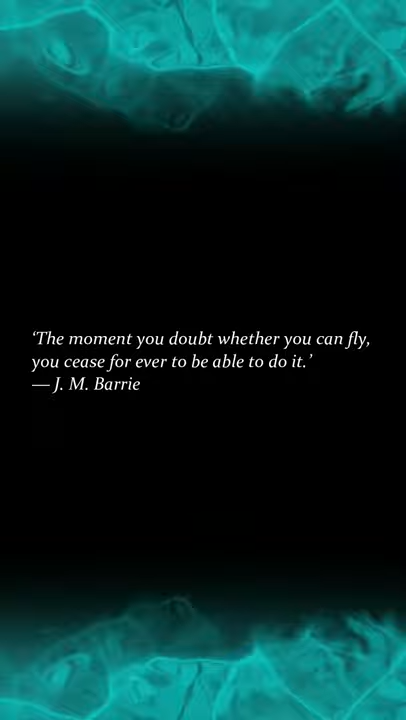 ‘The moment you doubt whether you can fly,
you cease for ever to be able to do it.’
— J. M. Barrie